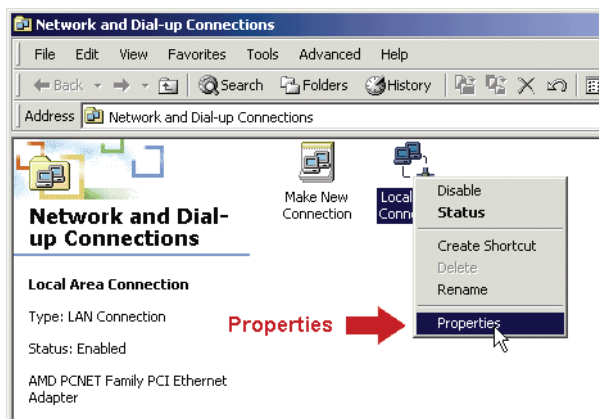 Network and Dial-up Connections
File Edit View Favorites Tools Advanced Help
Back Search Folders History
Address Network and Dial-up Connections
Network and Dial-
up Connections
Local Area Connection
Type: LAN Connection
Status: Enabled
AMD PCNET Family PCI Ethernet
Adapter
Make New
Connection
Local
Conn
Disable
Status
Create Shortcut
Delete
Rename
Properties
Properties